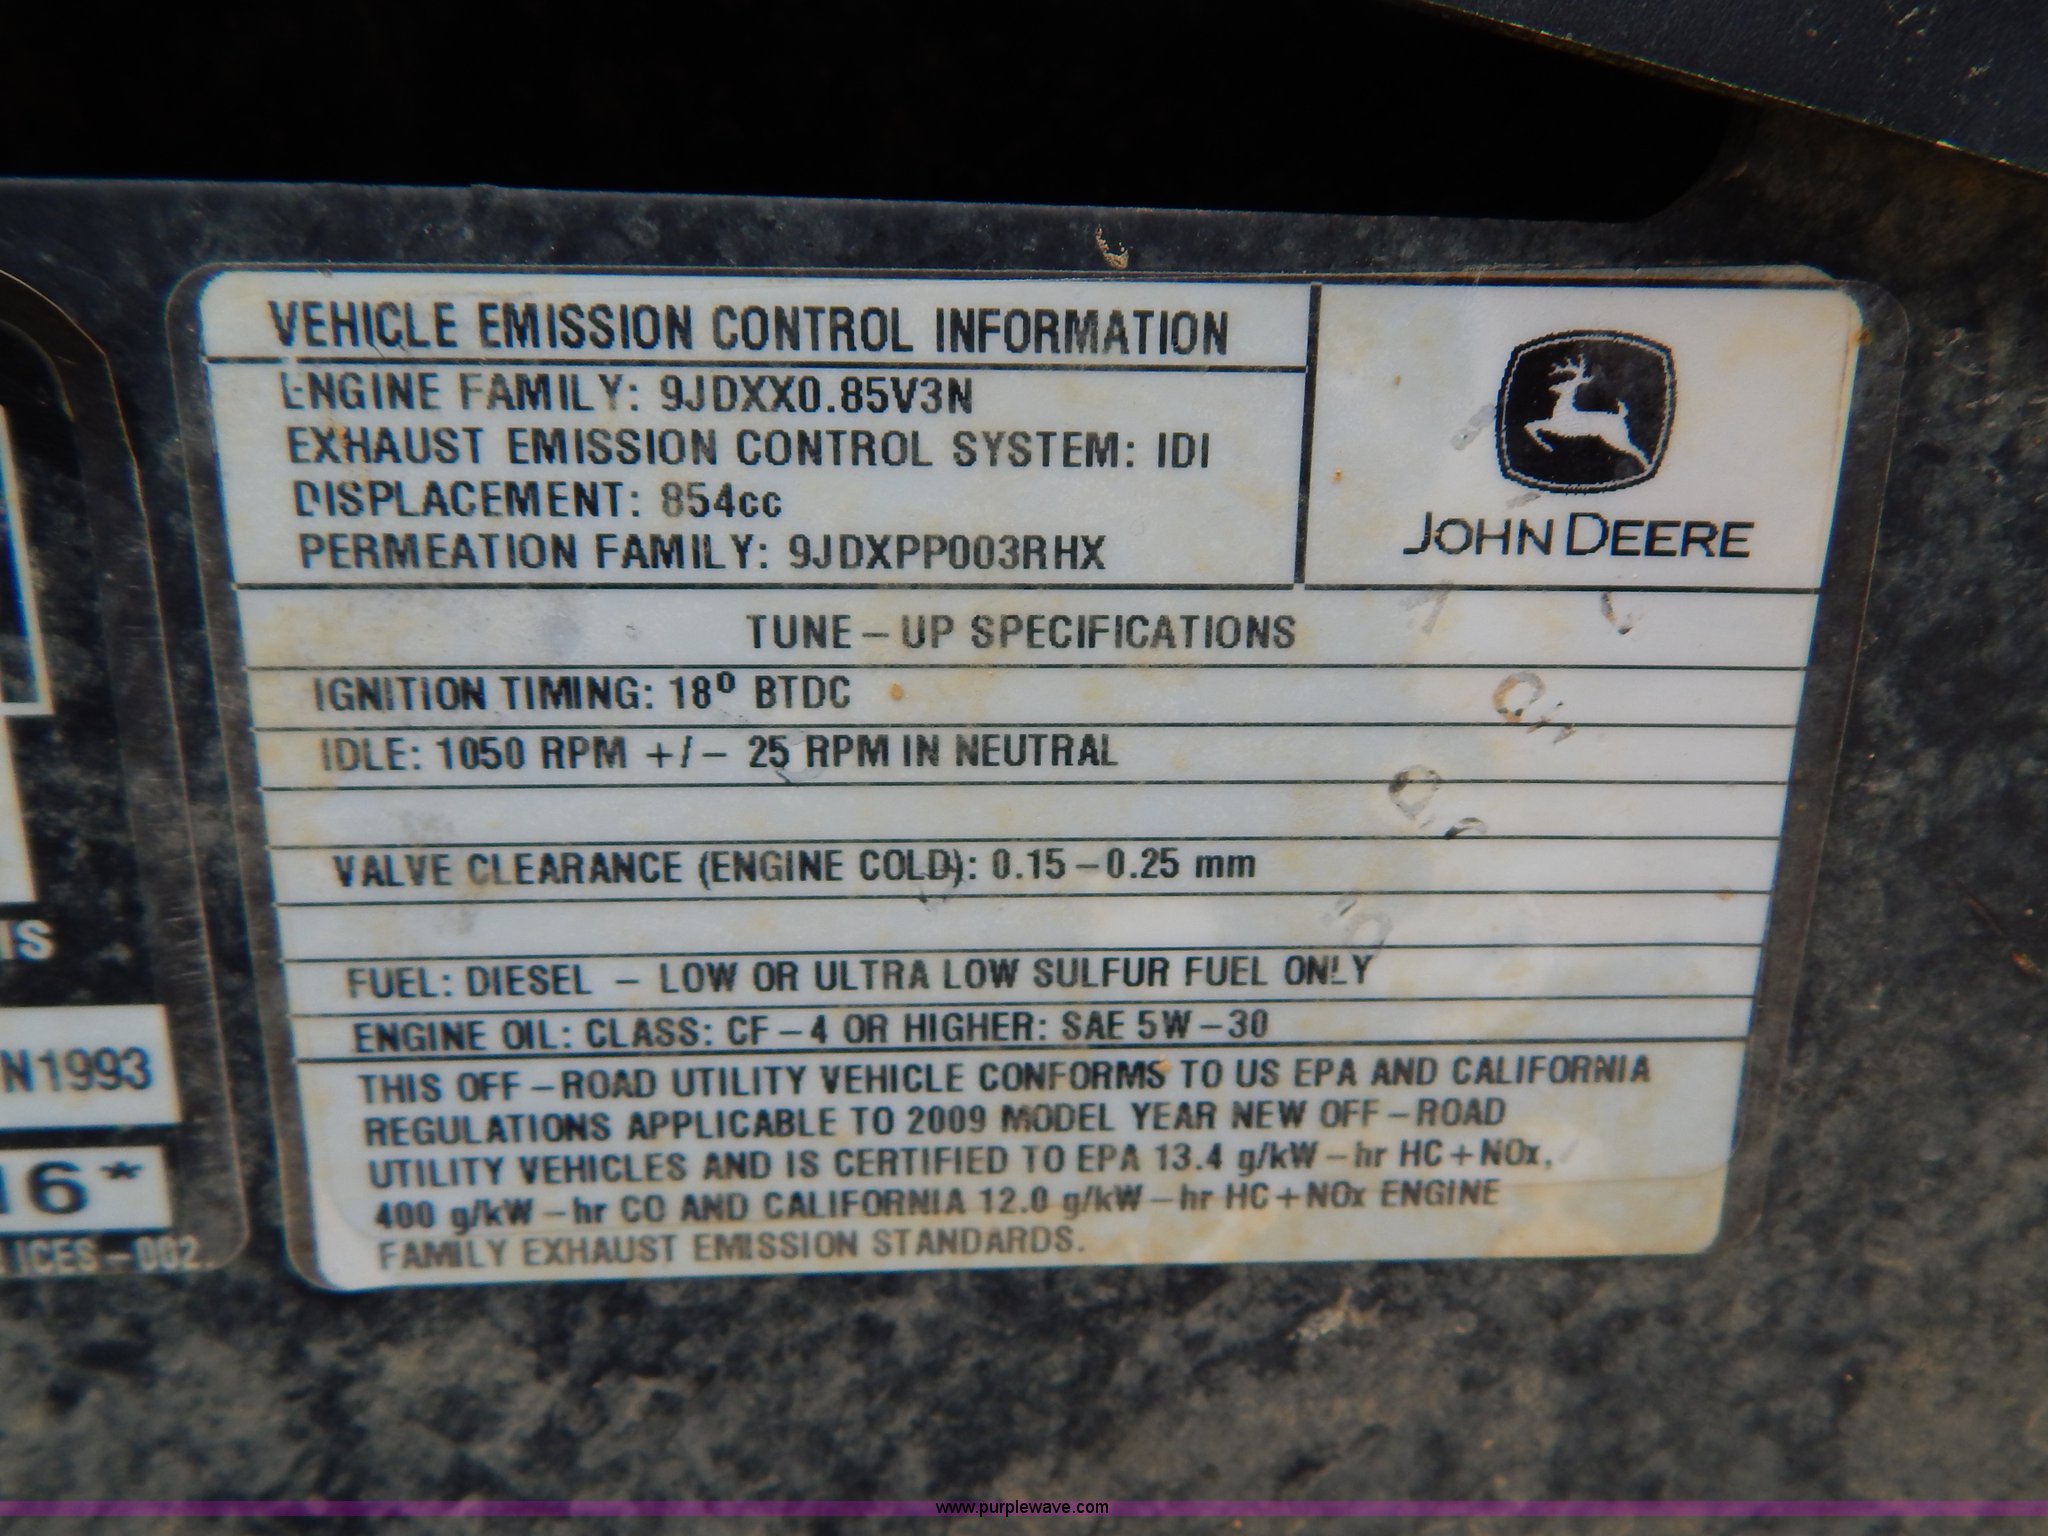 VEHICLE EMISSION CONTROL INFORMATION
ENGINE FAMILY: 9JDXX0.85V3N
EXHAUST EMISSION CONTROL SYSTEM: IDI
DISPLACEMENT: 854cc
PERMEATION FAMILY: 9JDXPP003RHX
JOHN DEERE
TUNE – UP SPECIFICATIONS
IGNITION TIMING: 18° BTDC
IDLE: 1050 RPM +/– 25 RPM IN NEUTRAL
VALVE CLEARANCE (ENGINE COLD): 0.15 – 0.25 mm
FUEL: DIESEL – LOW OR ULTRA LOW SULFUR FUEL ONLY
ENGINE OIL: CLASS: CF – 4 OR HIGHER: SAE 5W – 30
THIS OFF – ROAD UTILITY VEHICLE CONFORMS TO US EPA AND CALIFORNIA
REGULATIONS APPLICABLE TO 2009 MODEL YEAR NEW OFF – ROAD
UTILITY VEHICLES AND IS CERTIFIED TO EPA 13.4 g/kW – hr HC + NOx,
400 g/kW – hr CO AND CALIFORNIA 12.0 g/kW – hr HC + NOx ENGINE
FAMILY EXHAUST EMISSION STANDARDS.
TS
N1993
16*
ICES – 002.
www.purplewave.com